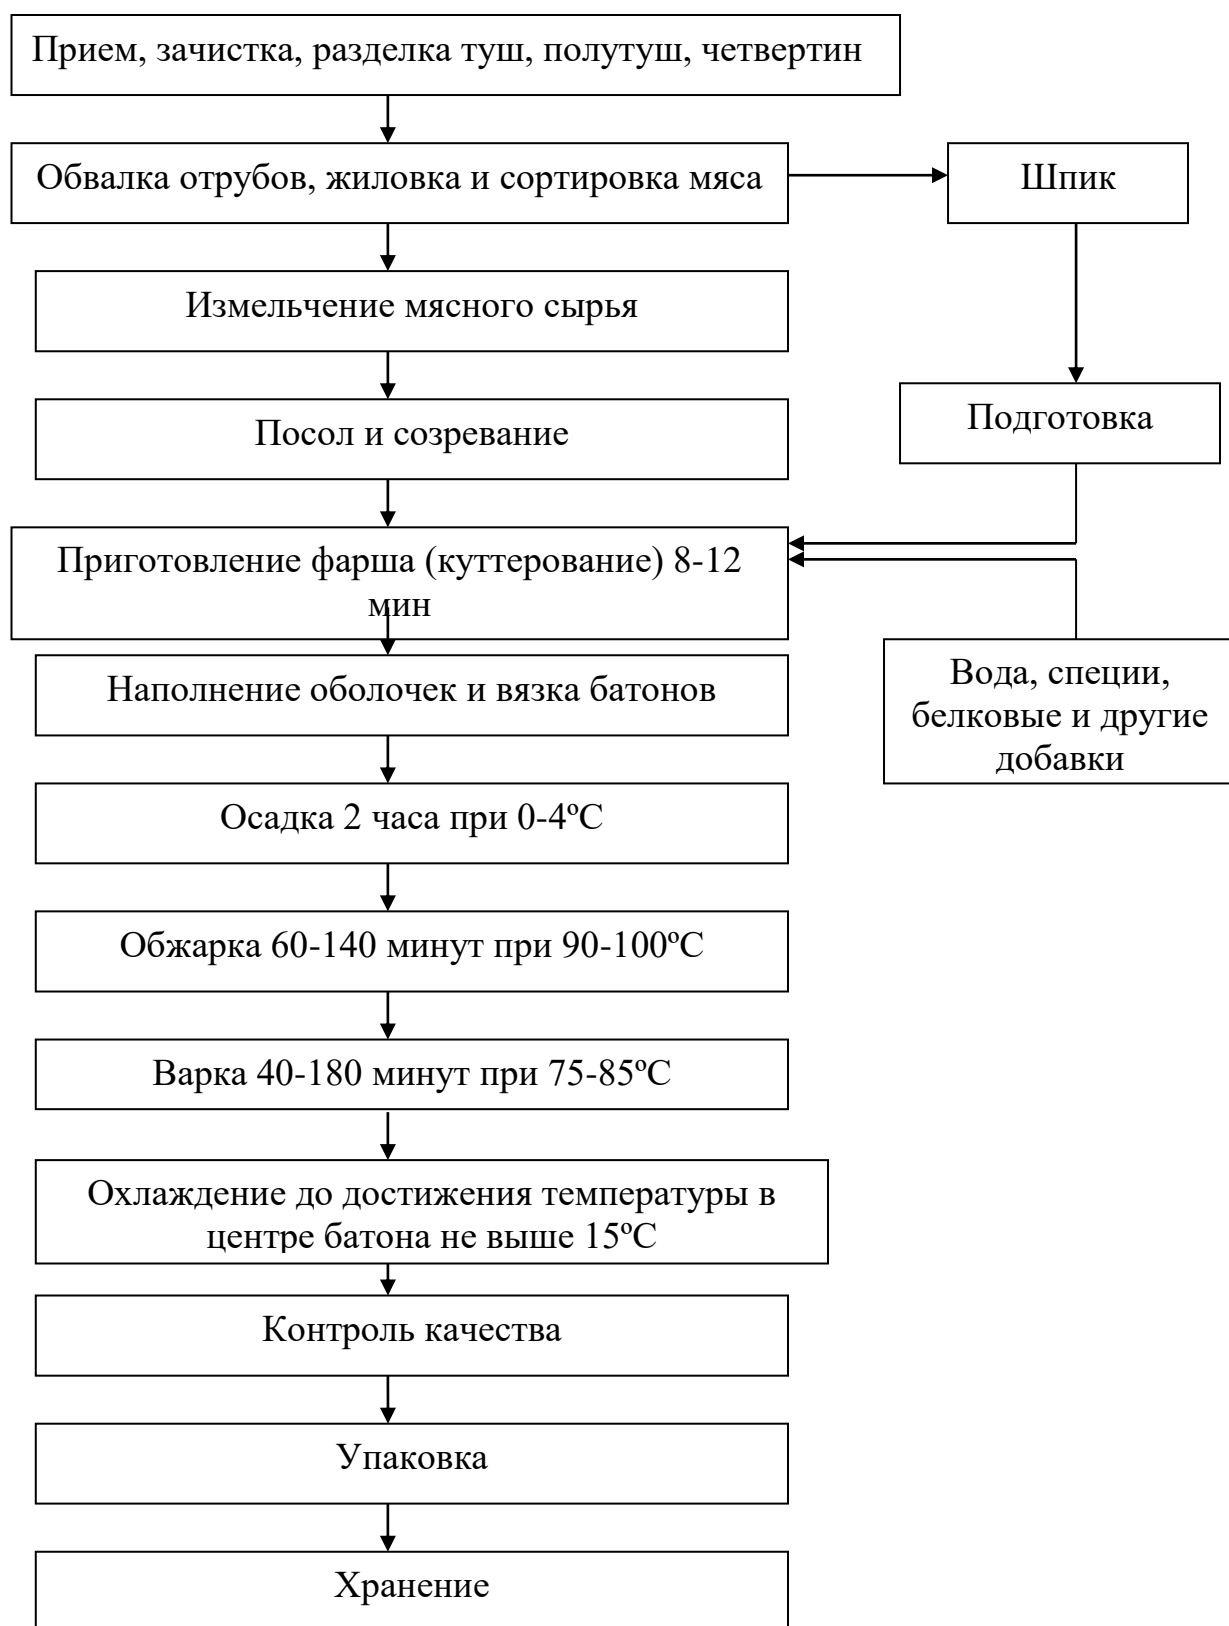 Прием, зачистка, разделка туш, полутуш, четвертин
Обвалка отрубов, жиловка и сортировка мяса
Шпик
Измельчение мясного сырья
Подготовка
Посол и созревание
Приготовление фарша (куттерование) 8-12
мин
Вода, специи,
белковые и другие
добавки
Наполнение оболочек и вязка батонов
Осадка 2 часа при 0-4ºС
Обжарка 60-140 минут при 90-100ºС
Варка 40-180 минут при 75-85ºС
Охлаждение до достижения температуры в
центре батона не выше 15ºС
Контроль качества
Упаковка
Хранение